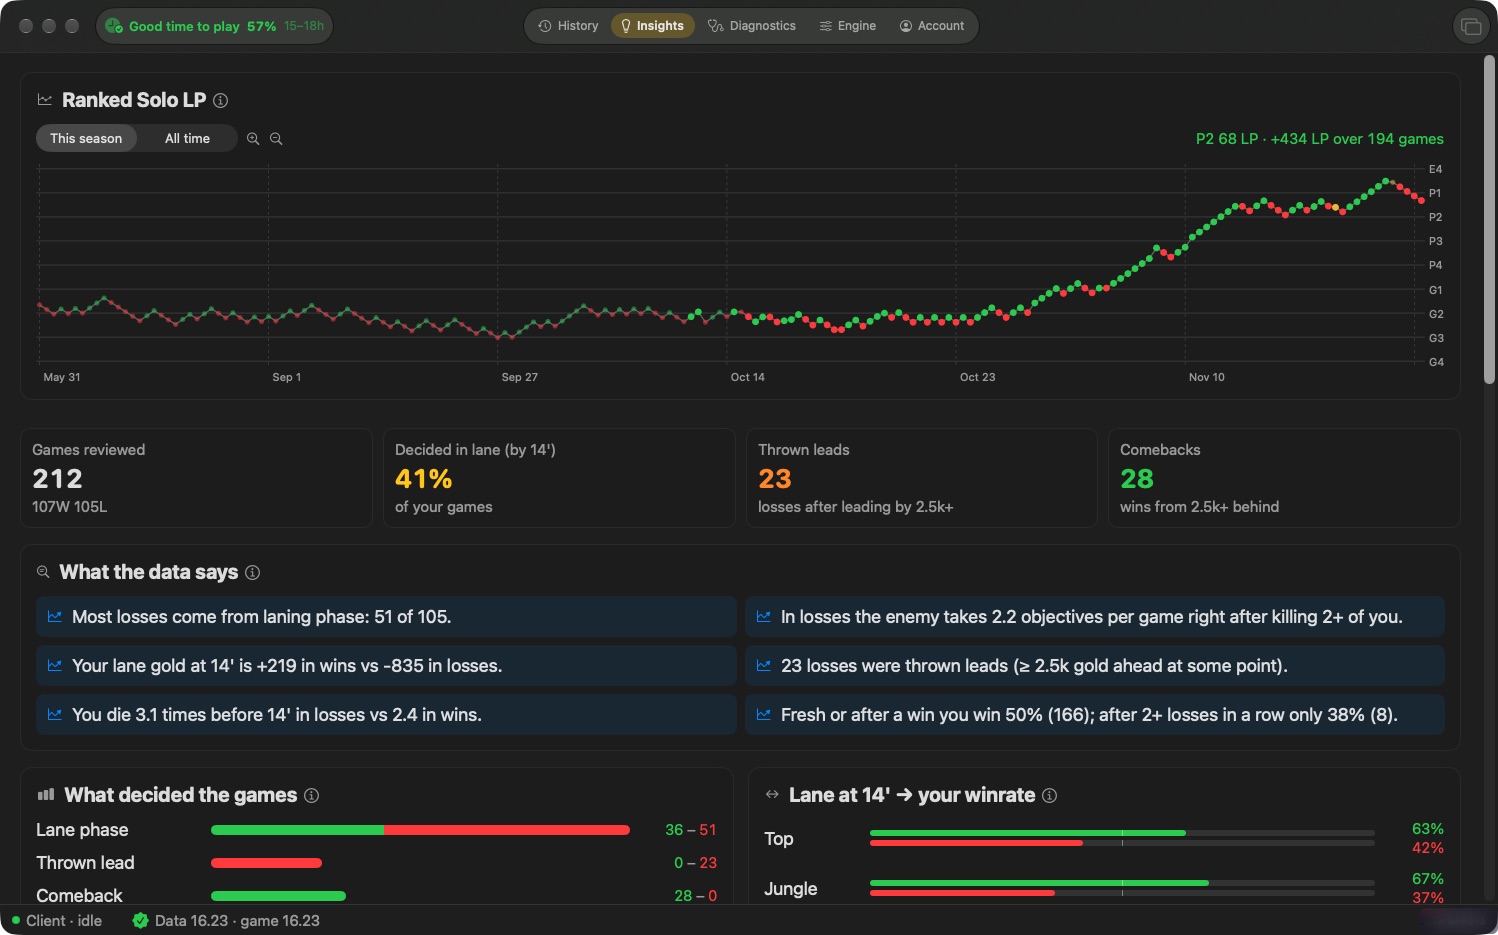 Good time to play 57% 15–18h
History
Insights
Diagnostics
Engine
Account
Ranked Solo LP
This season
All time
P2 68 LP · +434 LP over 194 games
E4
P1
P2
P3
P4
G1
G2
G3
G4
May 31
Sep 1
Sep 27
Oct 14
Oct 23
Nov 10
Games reviewed
212
107W 105L
Decided in lane (by 14')
41%
of your games
Thrown leads
23
losses after leading by 2.5k+
Comebacks
28
wins from 2.5k+ behind
What the data says
Most losses come from laning phase: 51 of 105.
In losses the enemy takes 2.2 objectives per game right after killing 2+ of you.
Your lane gold at 14' is +219 in wins vs -835 in losses.
23 losses were thrown leads (≥ 2.5k gold ahead at some point).
You die 3.1 times before 14' in losses vs 2.4 in wins.
Fresh or after a win you win 50% (166); after 2+ losses in a row only 38% (8).
What decided the games
Lane phase
36 – 51
Thrown lead
0 – 23
Comeback
28 – 0
Lane at 14' → your winrate
Top
63%
42%
Jungle
67%
37%
Client · idle
Data 16.23 · game 16.23